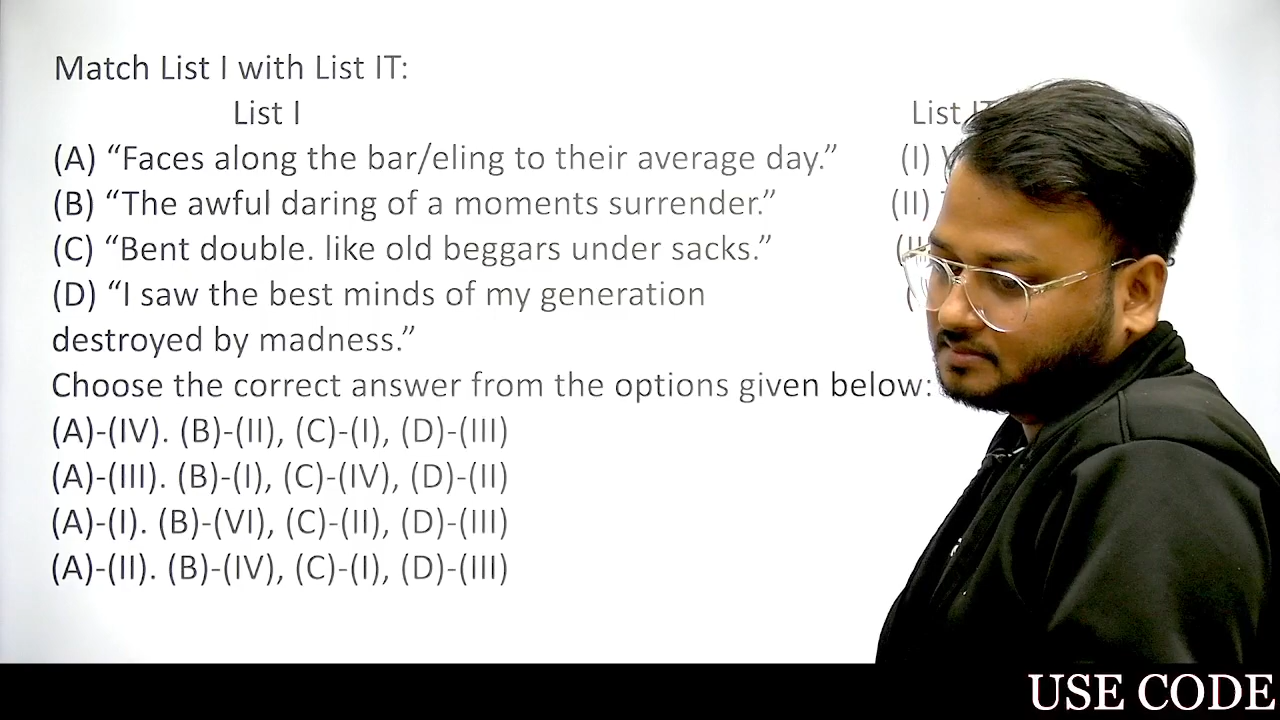 Match List I with List IT:
List I List
(A) “Faces along the bar/eling to their average day.” (I)
(B) “The awful daring of a moments surrender.” (II)
(C) “Bent double. like old beggars under sacks.”
(D) “I saw the best minds of my generation
destroyed by madness.”
Choose the correct answer from the options given below:
(A)-(IV). (B)-(II), (C)-(I), (D)-(III)
(A)-(III). (B)-(I), (C)-(IV), (D)-(II)
(A)-(I). (B)-(VI), (C)-(II), (D)-(III)
(A)-(II). (B)-(IV), (C)-(I), (D)-(III)
USE CODE